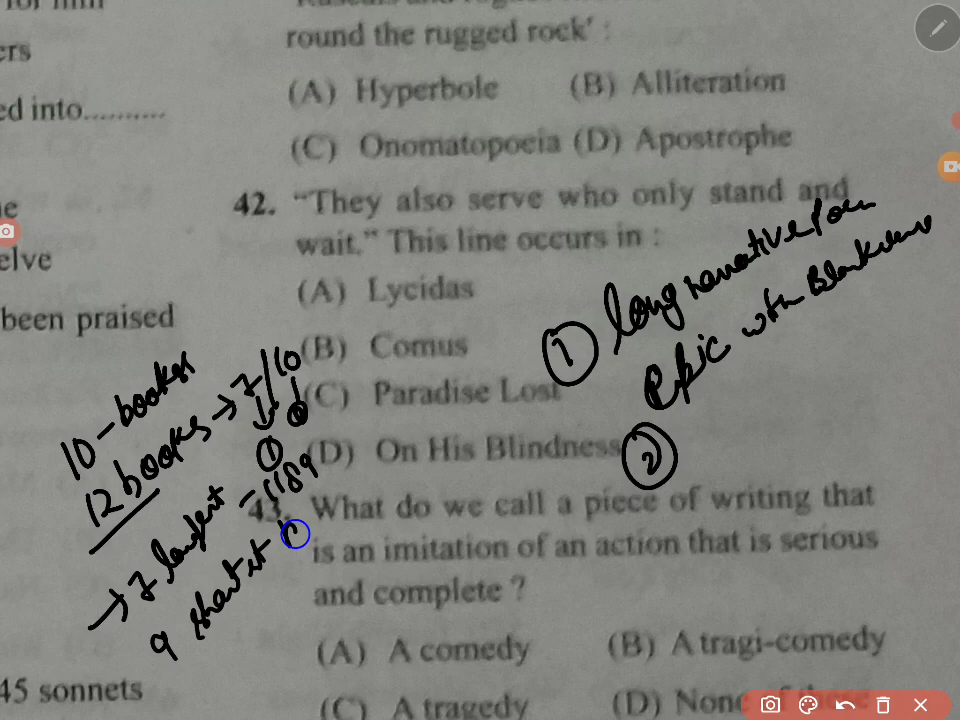 ers
round the rugged rock' :
(A) Hyperbole (B) Alliteration
ed into..........
(C) Onomatopoeia (D) Apostrophe
42. "They also serve who only stand and
wait." This line occurs in :
elve
(A) Lycidas
been praised
(B) Comus
(C) Paradise Lost
(D) On His Blindness
① long narrative
epic with
②
10 - books
12 books → 7/10
→ 7 longest - 1189
9 shortest
43. What do we call a piece of writing that
is an imitation of an action that is serious
and complete ?
(A) A comedy (B) A tragi-comedy
45 sonnets
(C) A tragedy (D) None of these